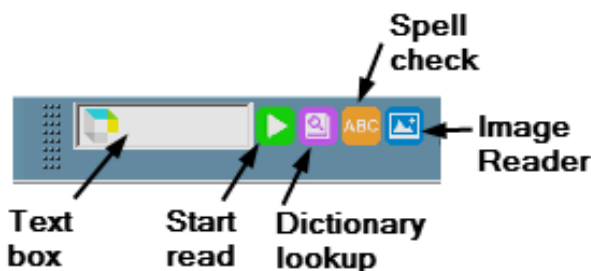 Spell
check
ABC
Image
Reader
Text
box
Start
read
Dictionary
lookup